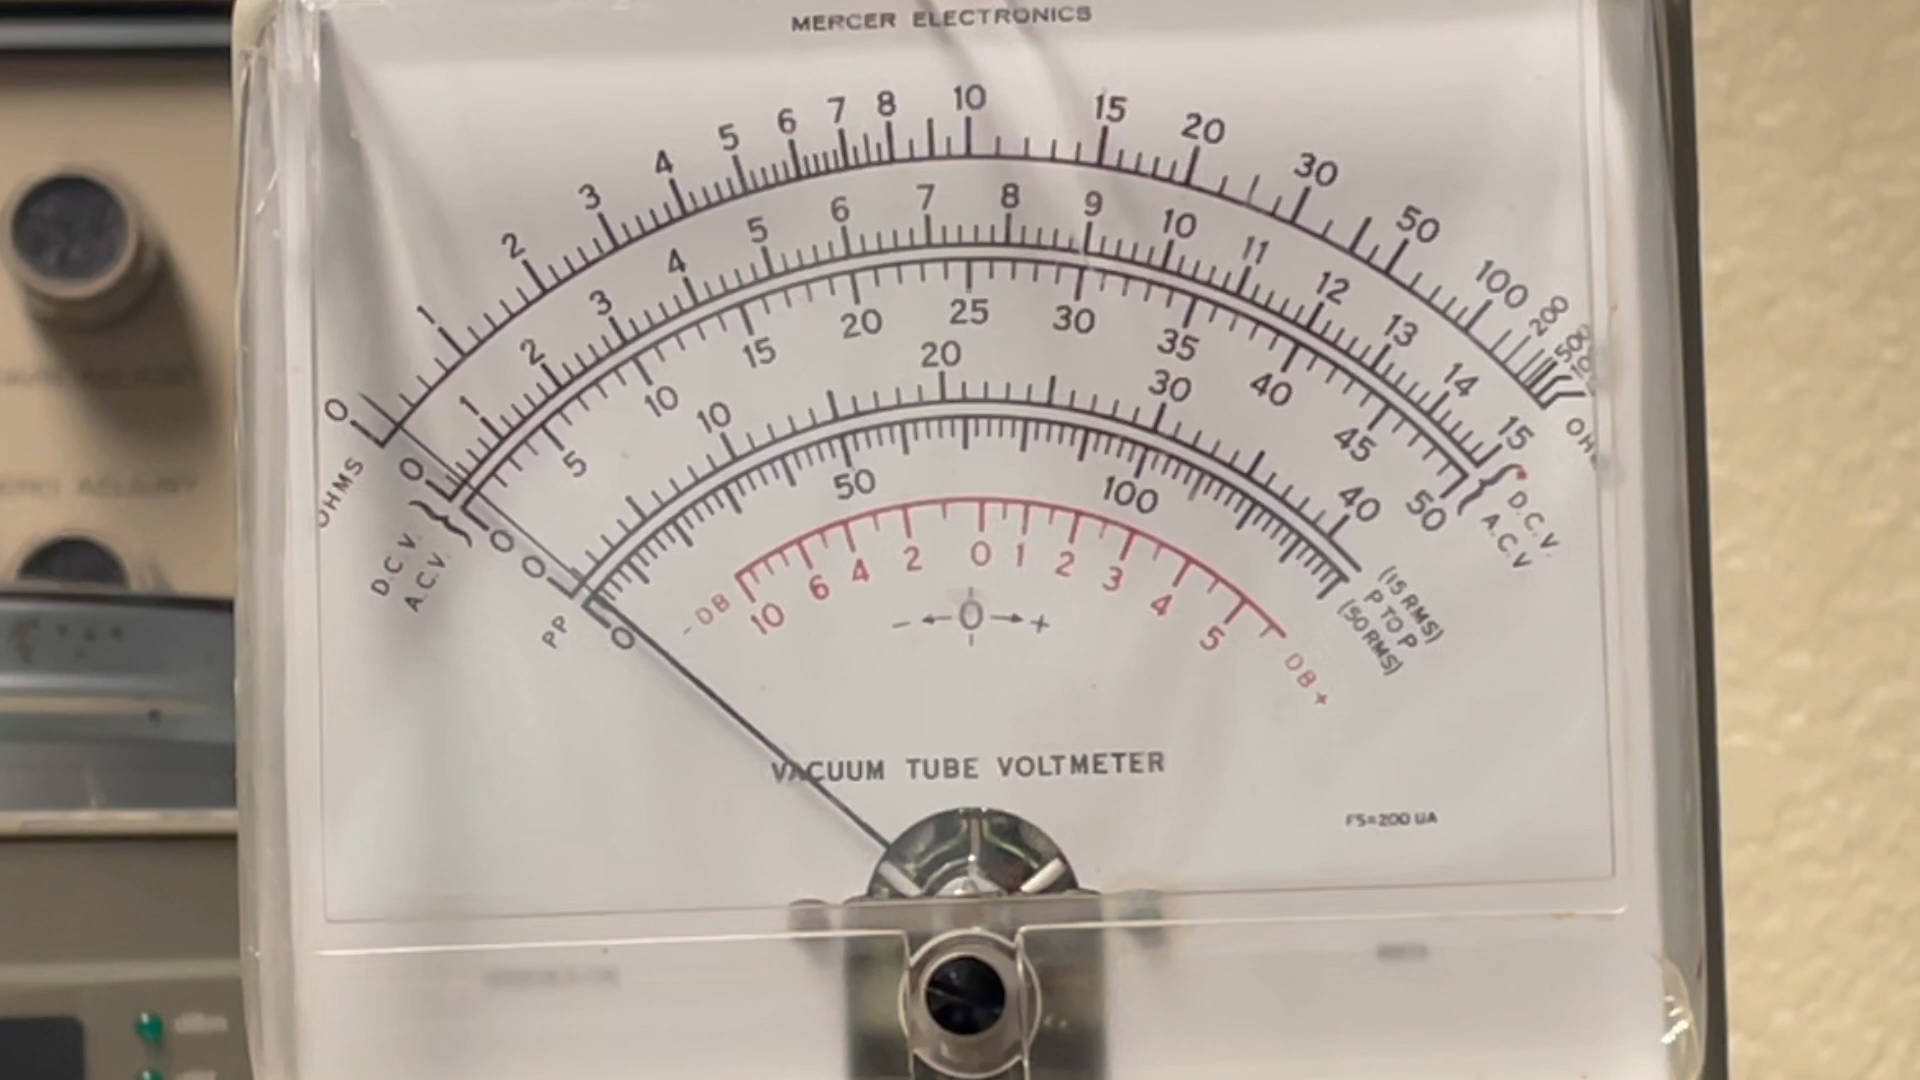 MERCER ELECTRONICS
0 1 2 3 4 5 6 7 8 10 15 20 30 50 100 200
OHMS
0 1 2 3 4 5 6 7 8 9 10 11 12 13 14 15
D.C.V. D.C.V.
A.C.V. A.C.V
0 5 10 15 20 25 30 35 40 45 50
0 10 20 30 40
PP (15 RMS)
P TO P
(50 RMS)
0 50 100
-DB 10 6 4 2 0 1 2 3 4 5 DB+
- ←0→ +
VACUUM TUBE VOLTMETER
FS=200 UA